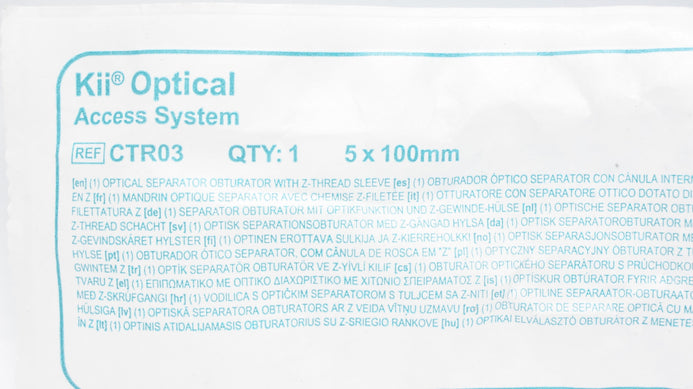 Kii® Optical
Access System
REF CTR03 QTY: 1 5 x 100mm
[en] (1) OPTICAL SEPARATOR OBTURATOR WITH Z-THREAD SLEEVE [es] (1) OBTURADOR ÓPTICO SEPARATOR CON CÁNULA INTERN
EN Z [fr] (1) MANDRIN OPTIQUE SEPARATOR AVEC CHEMISE Z-FILETÉE [it] (1) OTTURATORE CON SEPARATORE OTTICO DOTATO DI
FILETTATURA Z [de] (1) SEPARATOR OBTURATOR MIT OPTIKFUNKTION UND Z-GEWINDE-HÜLSE [nl] (1) OPTISCHE SEPARATOR OBT
Z-THREAD SCHACHT [sv] (1) OPTISK SEPARATIONSOBTURATOR MED Z-GÄNGAD HYLSA [da] (1) OPTISK SEPARATOROBTURATOR M
Z-GEVINDSKÅRET HYLSTER [fi] (1) OPTINEN EROTTAVA SULKIJA JA Z-KIERREHOLKKI [no] (1) OPTISK SEPARASJONSOBTURATOR ME
HYLSE [pt] (1) OBTURADOR ÓTICO SEPARATOR, COM CÂNULA DE ROSCA EM "Z" [pl] (1) OPTYCZNY SEPARACYJNY OBTURATOR Z T
GWINTEM Z [tr] (1) OPTİK SEPARATÖR OBTURATÖR VE Z-YİVLİ KILIF [cs] (1) OBTURÁTOR OPTICKÉHO SEPARÁTORU S PRŮCHODKOU
TVARU Z [el] (1) ΕΠΙΠΩΜΑΤΙΚΟ ΜΕ ΟΠΤΙΚΟ ΔΙΑΧΩΡΙΣΤΙΚΟ ΜΕ ΧΙΤΩΝΙΟ ΣΠΕΙΡΑΜΑΤΟΣ Z [is] (1) OPTÍSKUR OBTURATOR FYRIR AÐGRE
MEÐ Z-SKRUFGANGI [hr] (1) VODILICA S OPTIČKIM SEPARATOROM S TULJCEM SA Z-NITI [et] (1) OPTILINE SEPARAATOR-OBTURAAT
HÜLSIGA [lv] (1) OPTISKĀ SEPARATORA OBTURATORS AR Z VEIDA VĪTŅU UZMAVU [ro] (1) OBTURATOR DE SEPARARE OPTICĂ CU M
ÎN Z [lt] (1) OPTINIS ATIDALIJAMASIS OBTURATORIUS SU Z-SRIEGIO RANKOVE [hu] (1) OPTIKAI ELVÁLASZTÓ OBTURÁTOR Z MENETE